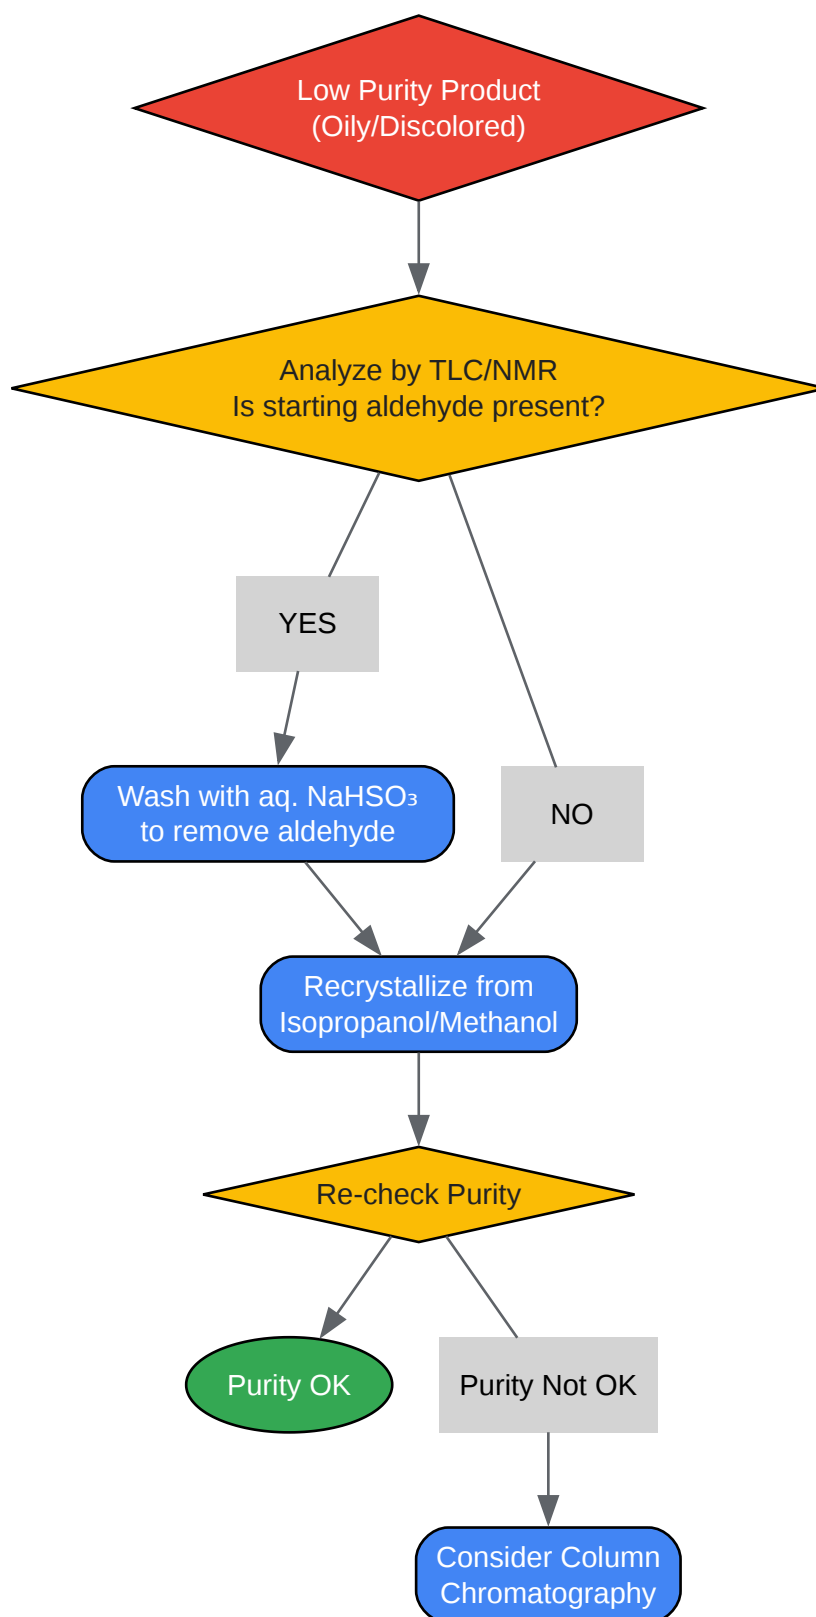 Low Purity Product
(Oily/Discolored)
Analyze by TLC/NMR
Is starting aldehyde present?
YES
Wash with aq. NaHSO₃
to remove aldehyde
NO
Recrystallize from
Isopropanol/Methanol
Re-check Purity
Purity OK
Purity Not OK
Consider Column
Chromatography